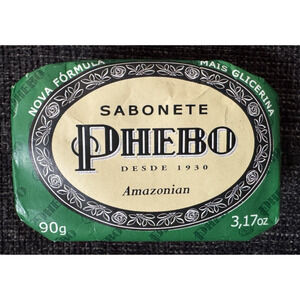 NOVA FÓRMULA
MAIS GLICERINA
SABONETE
PHEBO
DESDE 1930
Amazonian
90g
3,17oz